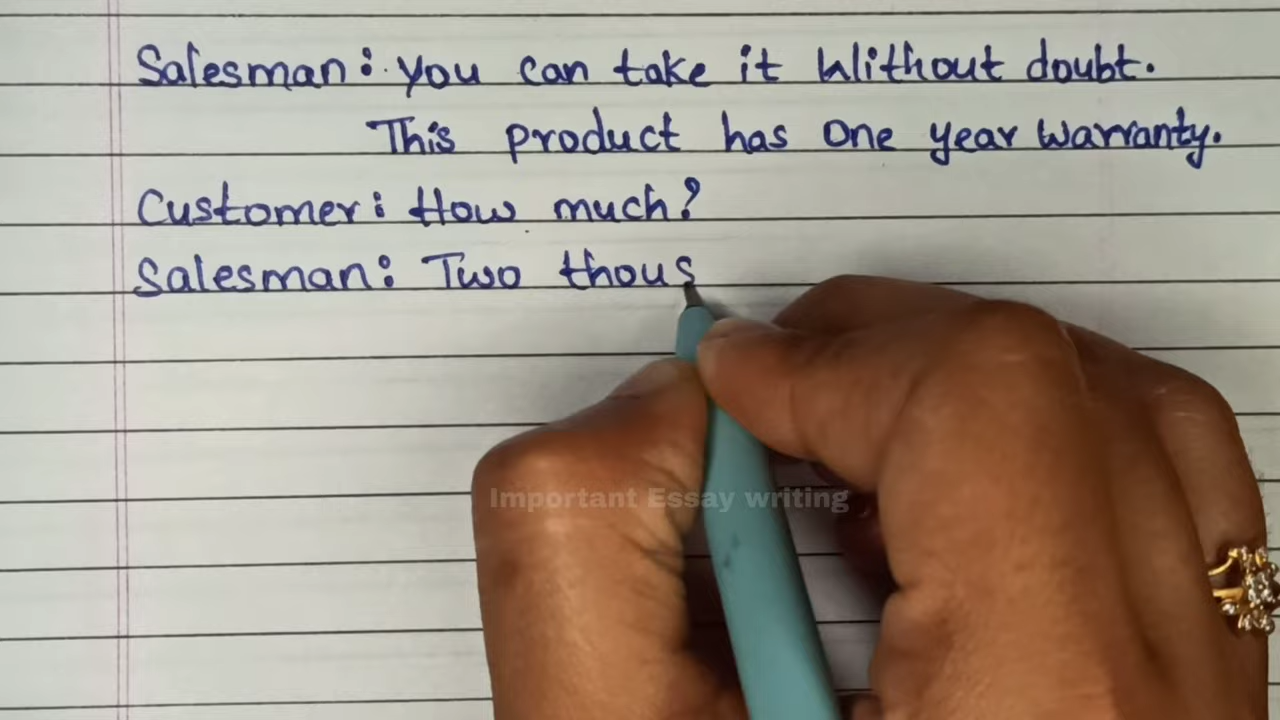 Salesman: You can take it Without doubt.
This product has One year Warranty.
Customer: How much?
Salesman: Two thous
Important Essay writing